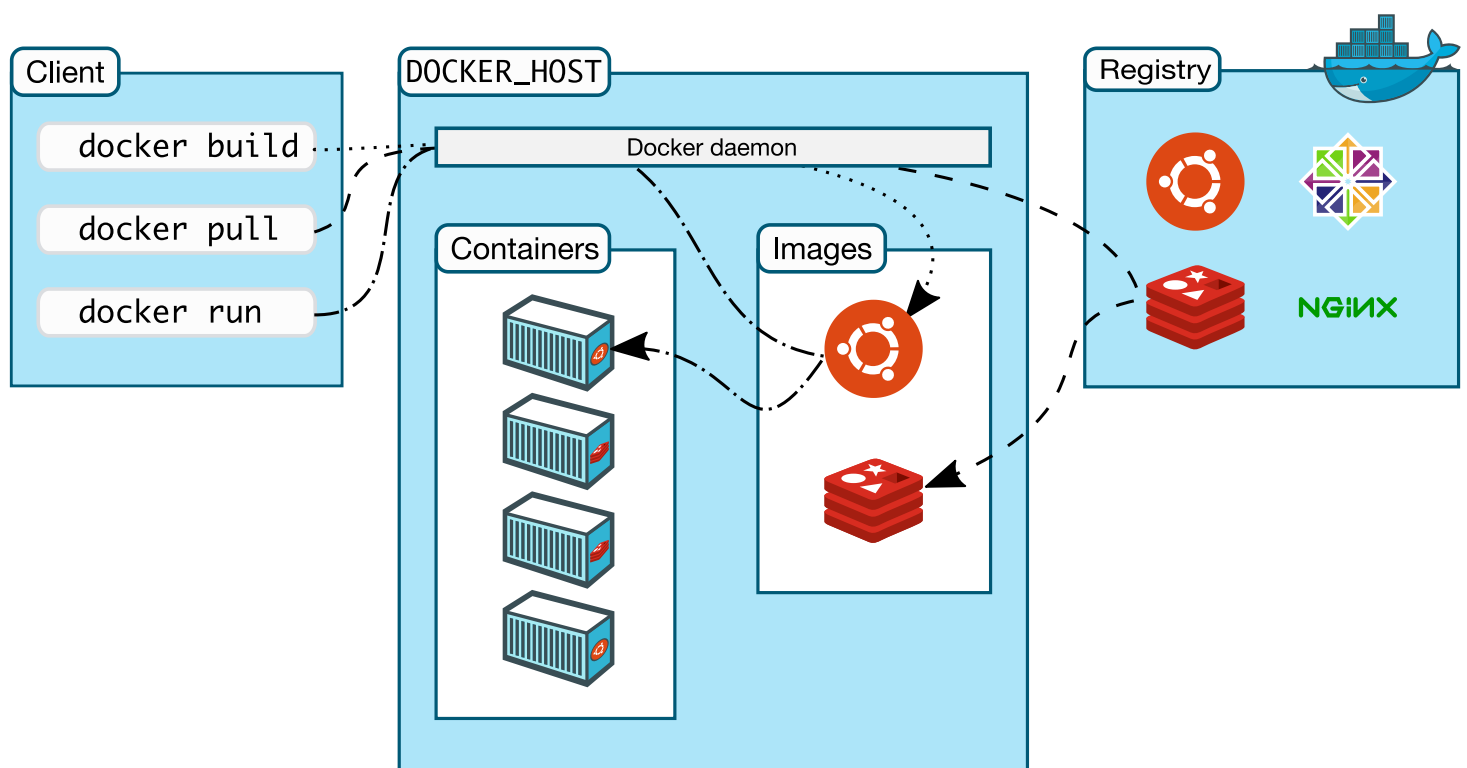 Client
docker build
docker pull
docker run
DOCKER_HOST
Docker daemon
Containers
Images
Registry
NGiNX